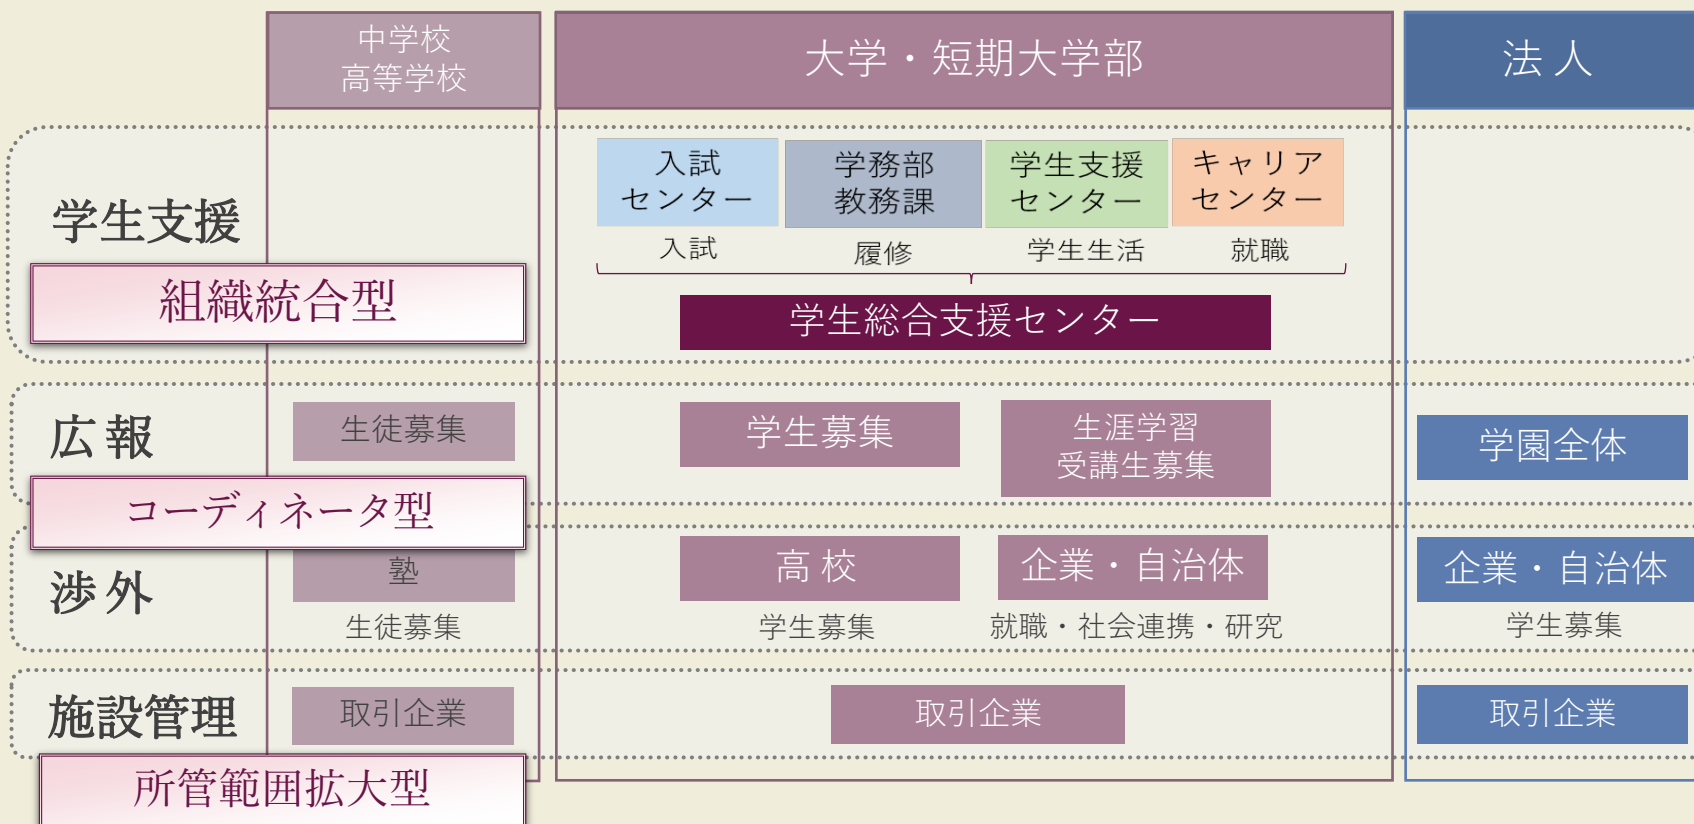 中学校
高等学校
大学・短期大学部
法人
学生支援
組織統合型
入試
センター
入試
学務部
教務課
履修
学生支援
センター
学生生活
キャリア
センター
就職
学生総合支援センター
広報
コーディネータ型
生徒募集
学生募集
生涯学習
受講生募集
学園全体
渉外
塾
生徒募集
高校
学生募集
企業・自治体
就職・社会連携・研究
企業・自治体
学生募集
施設管理
所管範囲拡大型
取引企業
取引企業
取引企業